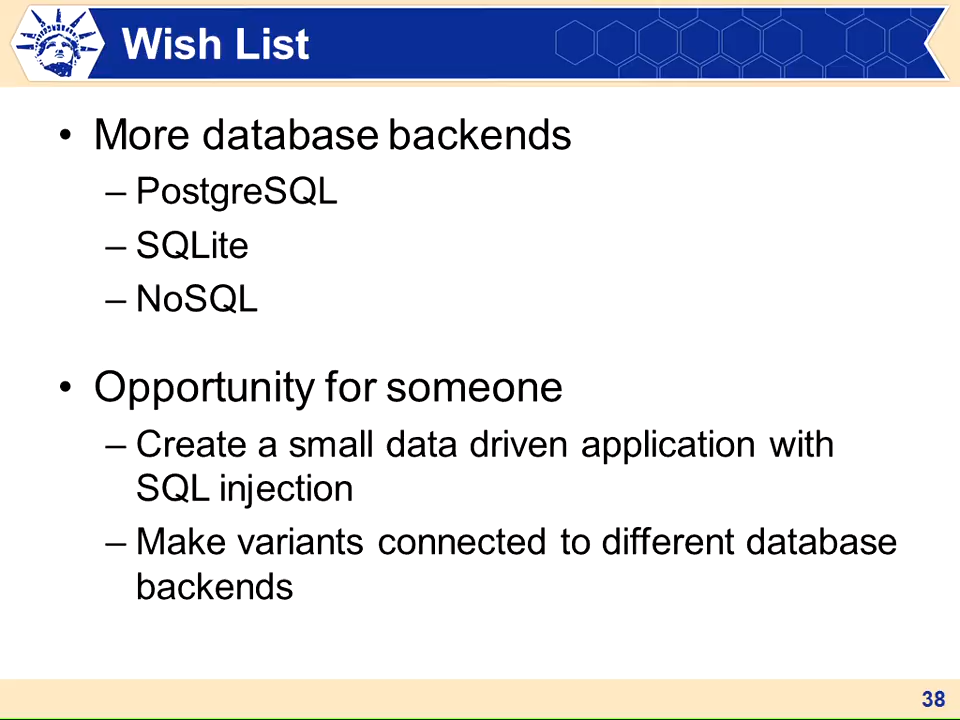 Wish List
• More database backends
– PostgreSQL
– SQLite
– NoSQL
• Opportunity for someone
– Create a small data driven application with
SQL injection
– Make variants connected to different database
backends
38